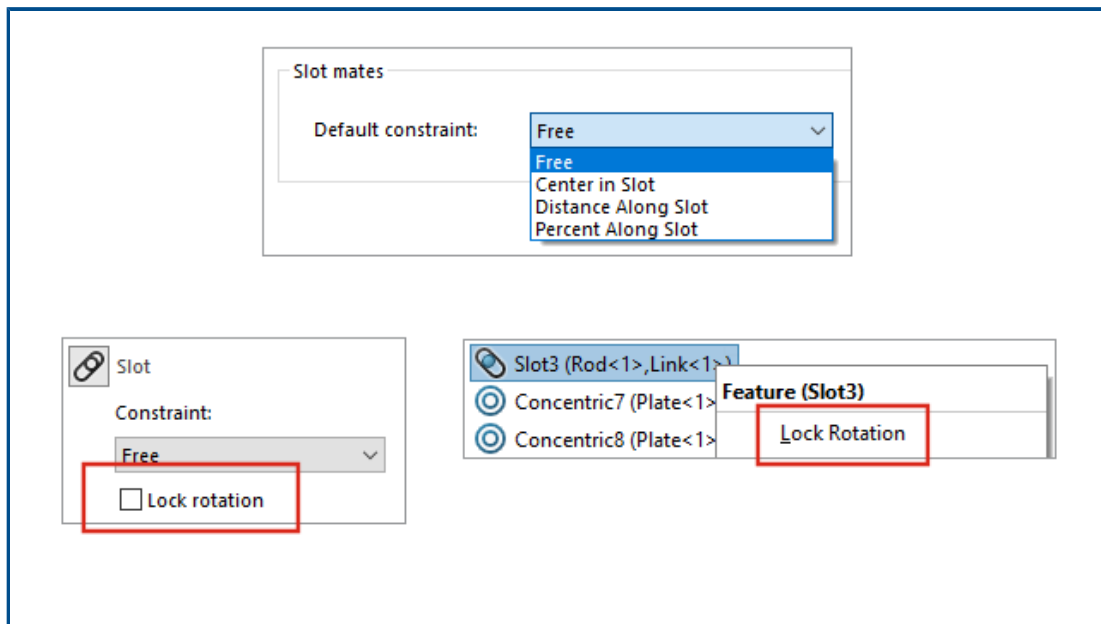 Slot mates
Default constraint: Free
Free
Center in Slot
Distance Along Slot
Percent Along Slot
Slot
Constraint:
Free
Lock rotation
Slot3 (Rod<1>,Link<1>)
Concentric7 (Plate<1>
Concentric8 (Plate<1>
Feature (Slot3)
Lock Rotation